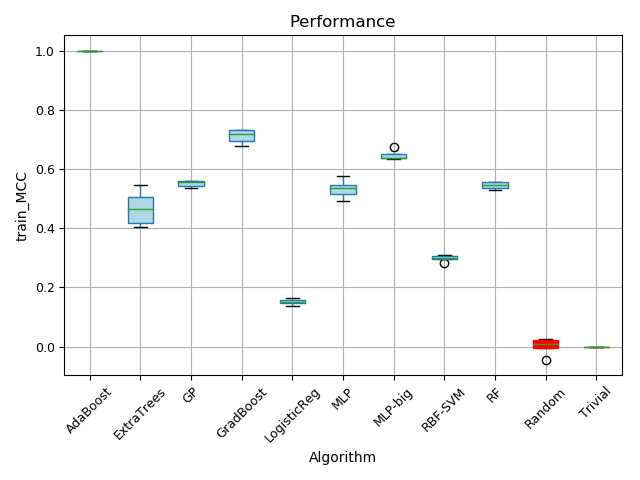 Performance
train_MCC
1.0
0.8
0.6
0.4
0.2
0.0
AdaBoost
ExtraTrees
GP
GradBoost
LogisticReg
MLP
MLP-big
RBF-SVM
RF
Random
Trivial
Algorithm